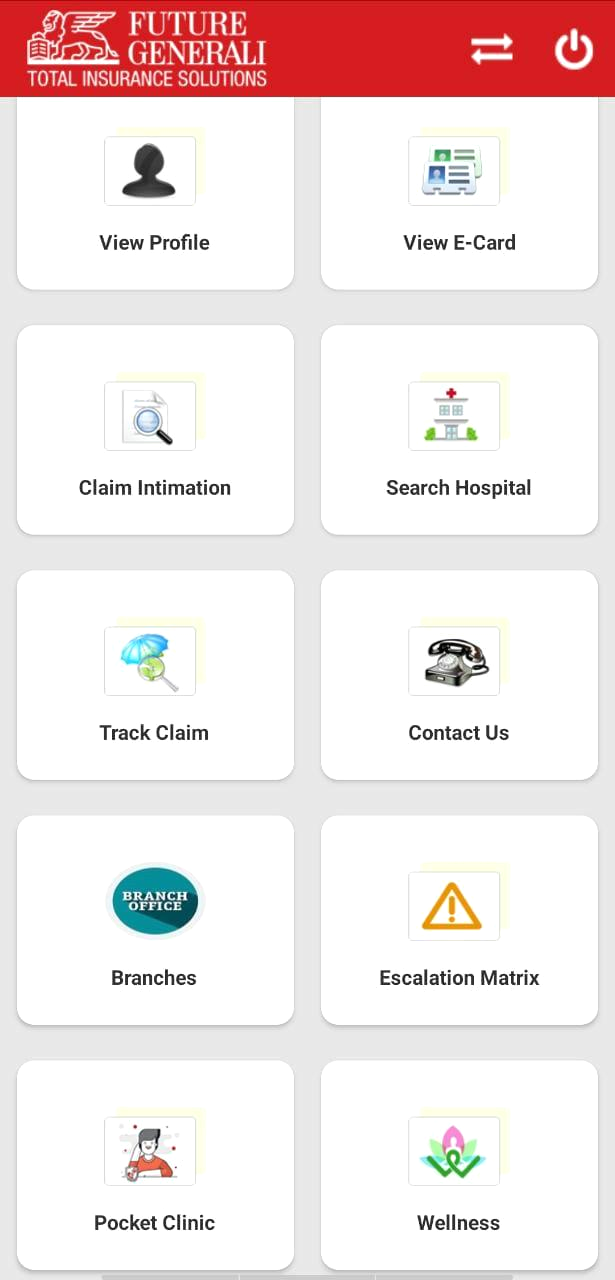 FUTURE
GENERALI
TOTAL INSURANCE SOLUTIONS
View Profile
View E-Card
Claim Intimation
Search Hospital
Track Claim
Contact Us
BRANCH
OFFICE
Branches
Escalation Matrix
Pocket Clinic
Wellness